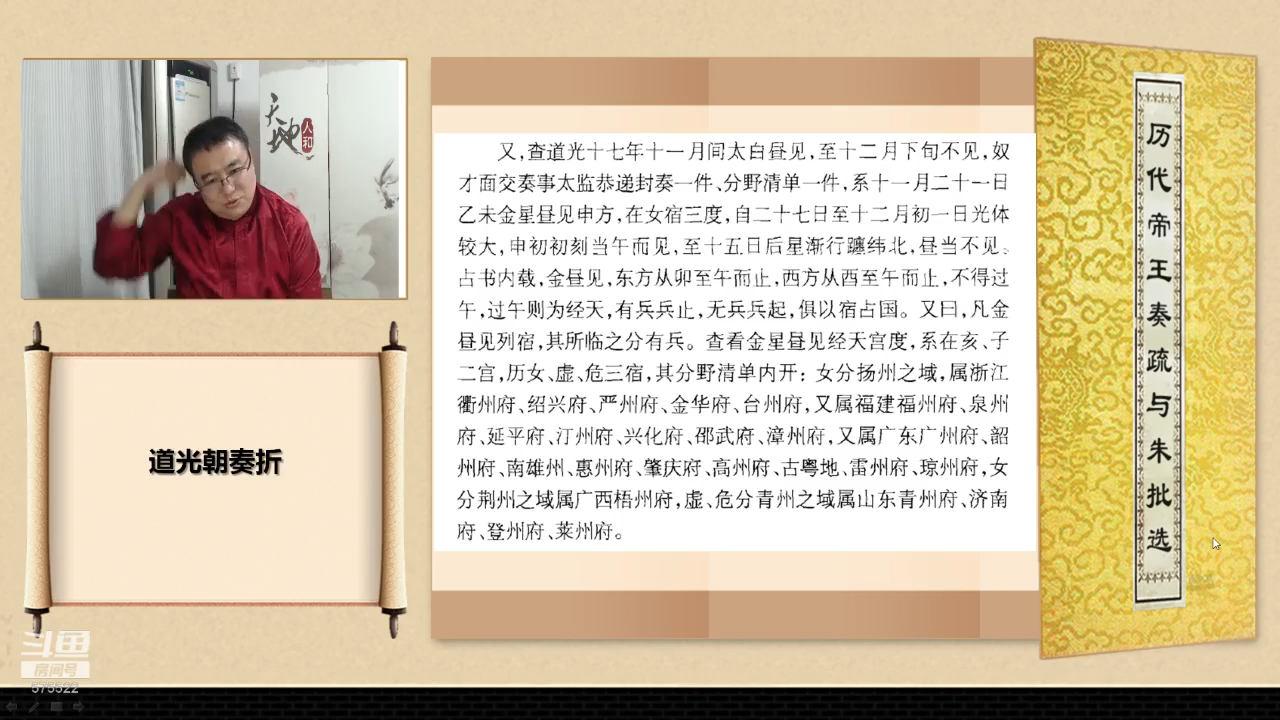 天地
人和
又,查道光十七年十一月间太白昼见,至十二月下旬不见,奴
才面交奏事太监恭递封奏一件、分野清单一件,系十一月二十一日
乙未金星昼见申方,在女宿三度,自二十七日至十二月初一日光体
较大,申初初刻当午而见,至十五日后星渐行躔纬北,昼当不见。
占书内载,金昼见,东方从卯至午而止,西方从酉至午而止,不得过
午,过午则为经天,有兵兵止,无兵兵起,俱以宿占国。又曰,凡金
昼见列宿,其所临之分有兵。查看金星昼见经天宫度,系在亥、子
二宫,历女、虚、危三宿,其分野清单内开:女分扬州之域,属浙江
衢州府、绍兴府、严州府、金华府、台州府,又属福建福州府、泉州
府、延平府、汀州府、兴化府、邵武府、漳州府,又属广东广州府、韶
州府、南雄州、惠州府、肇庆府、高州府、古粤地、雷州府、琼州府,女
分荆州之域属广西梧州府,虚、危分青州之域属山东青州府、济南
府、登州府、莱州府。
历代帝王奏疏与朱批选
道光朝奏折
斗鱼
房间号
575522